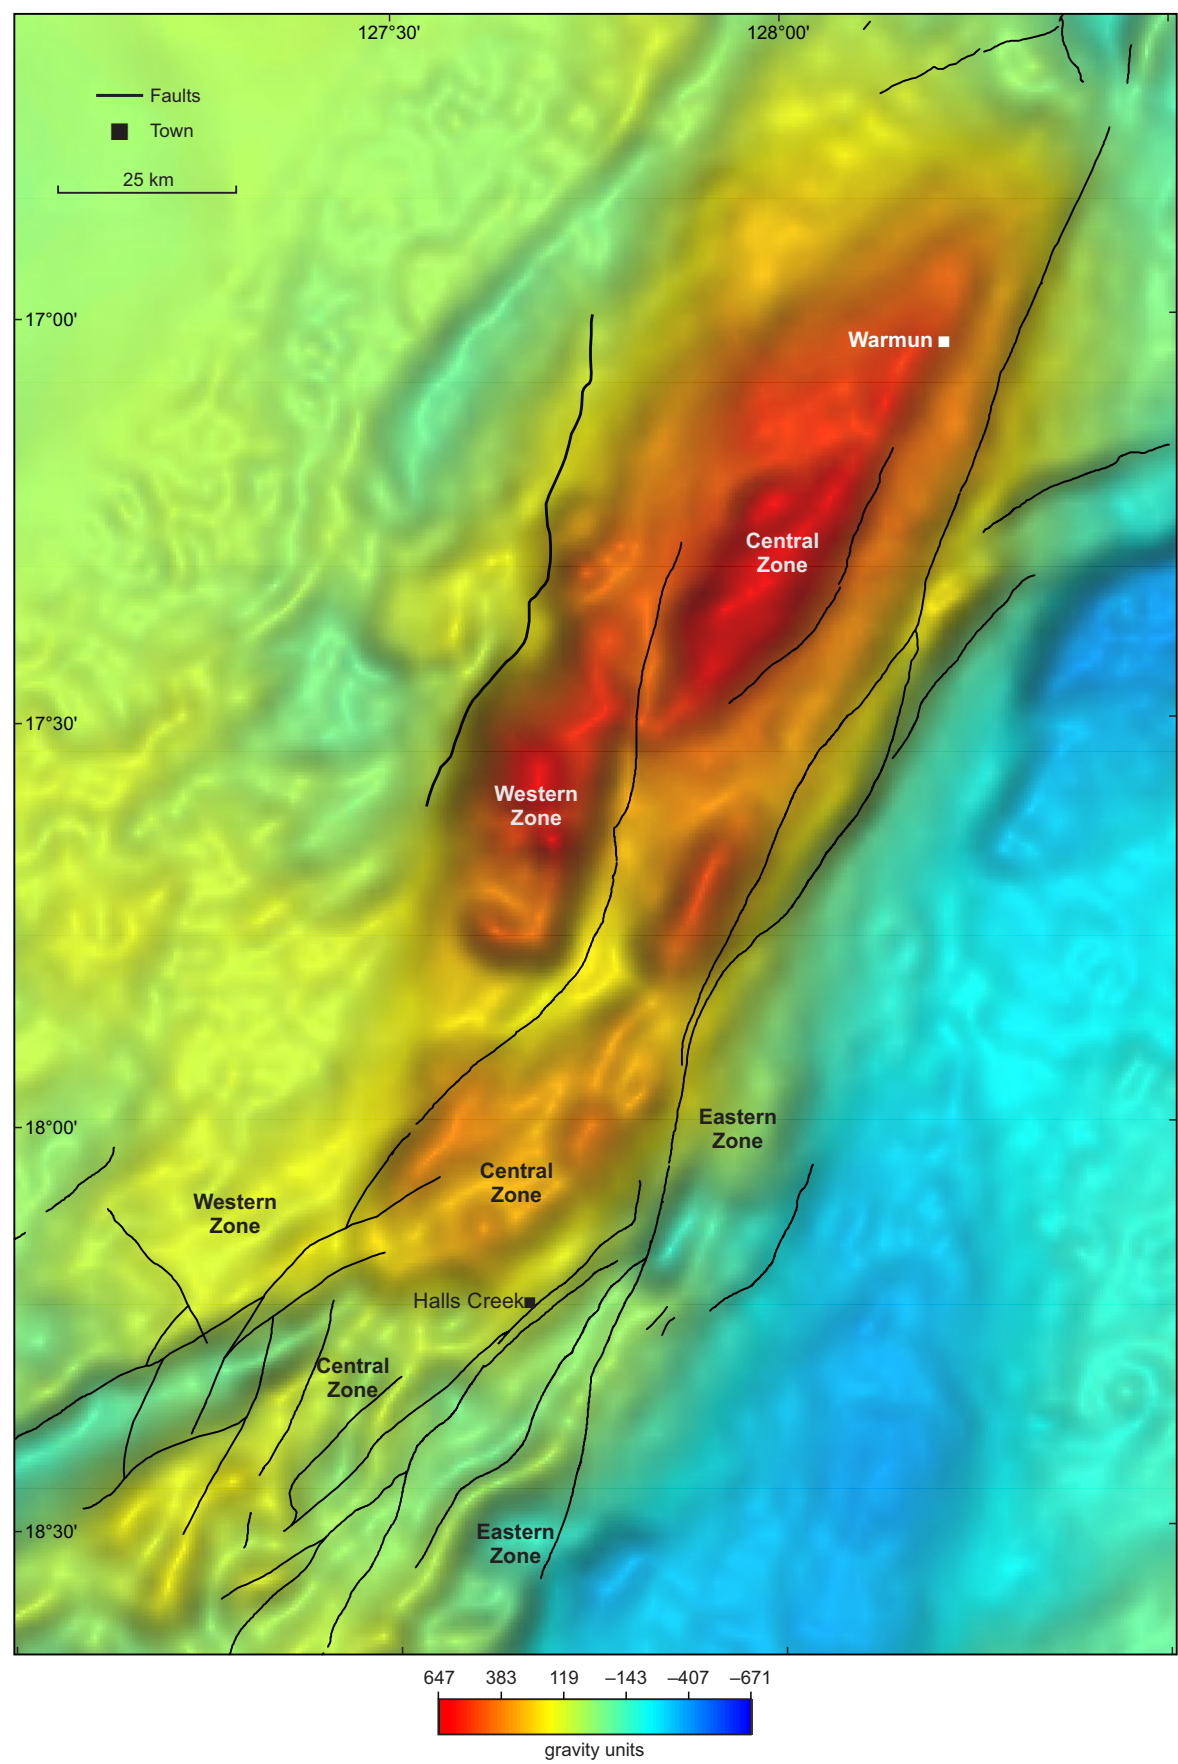 127°30' 128°00'
Faults
Town
25 km
17°00'
Warmun
Central
Zone
17°30'
Western
Zone
18°00'
Eastern
Zone
Central
Zone
Western
Zone
Halls Creek
Central
Zone
18°30'
Eastern
Zone
647 383 119 –143 –407 –671
gravity units